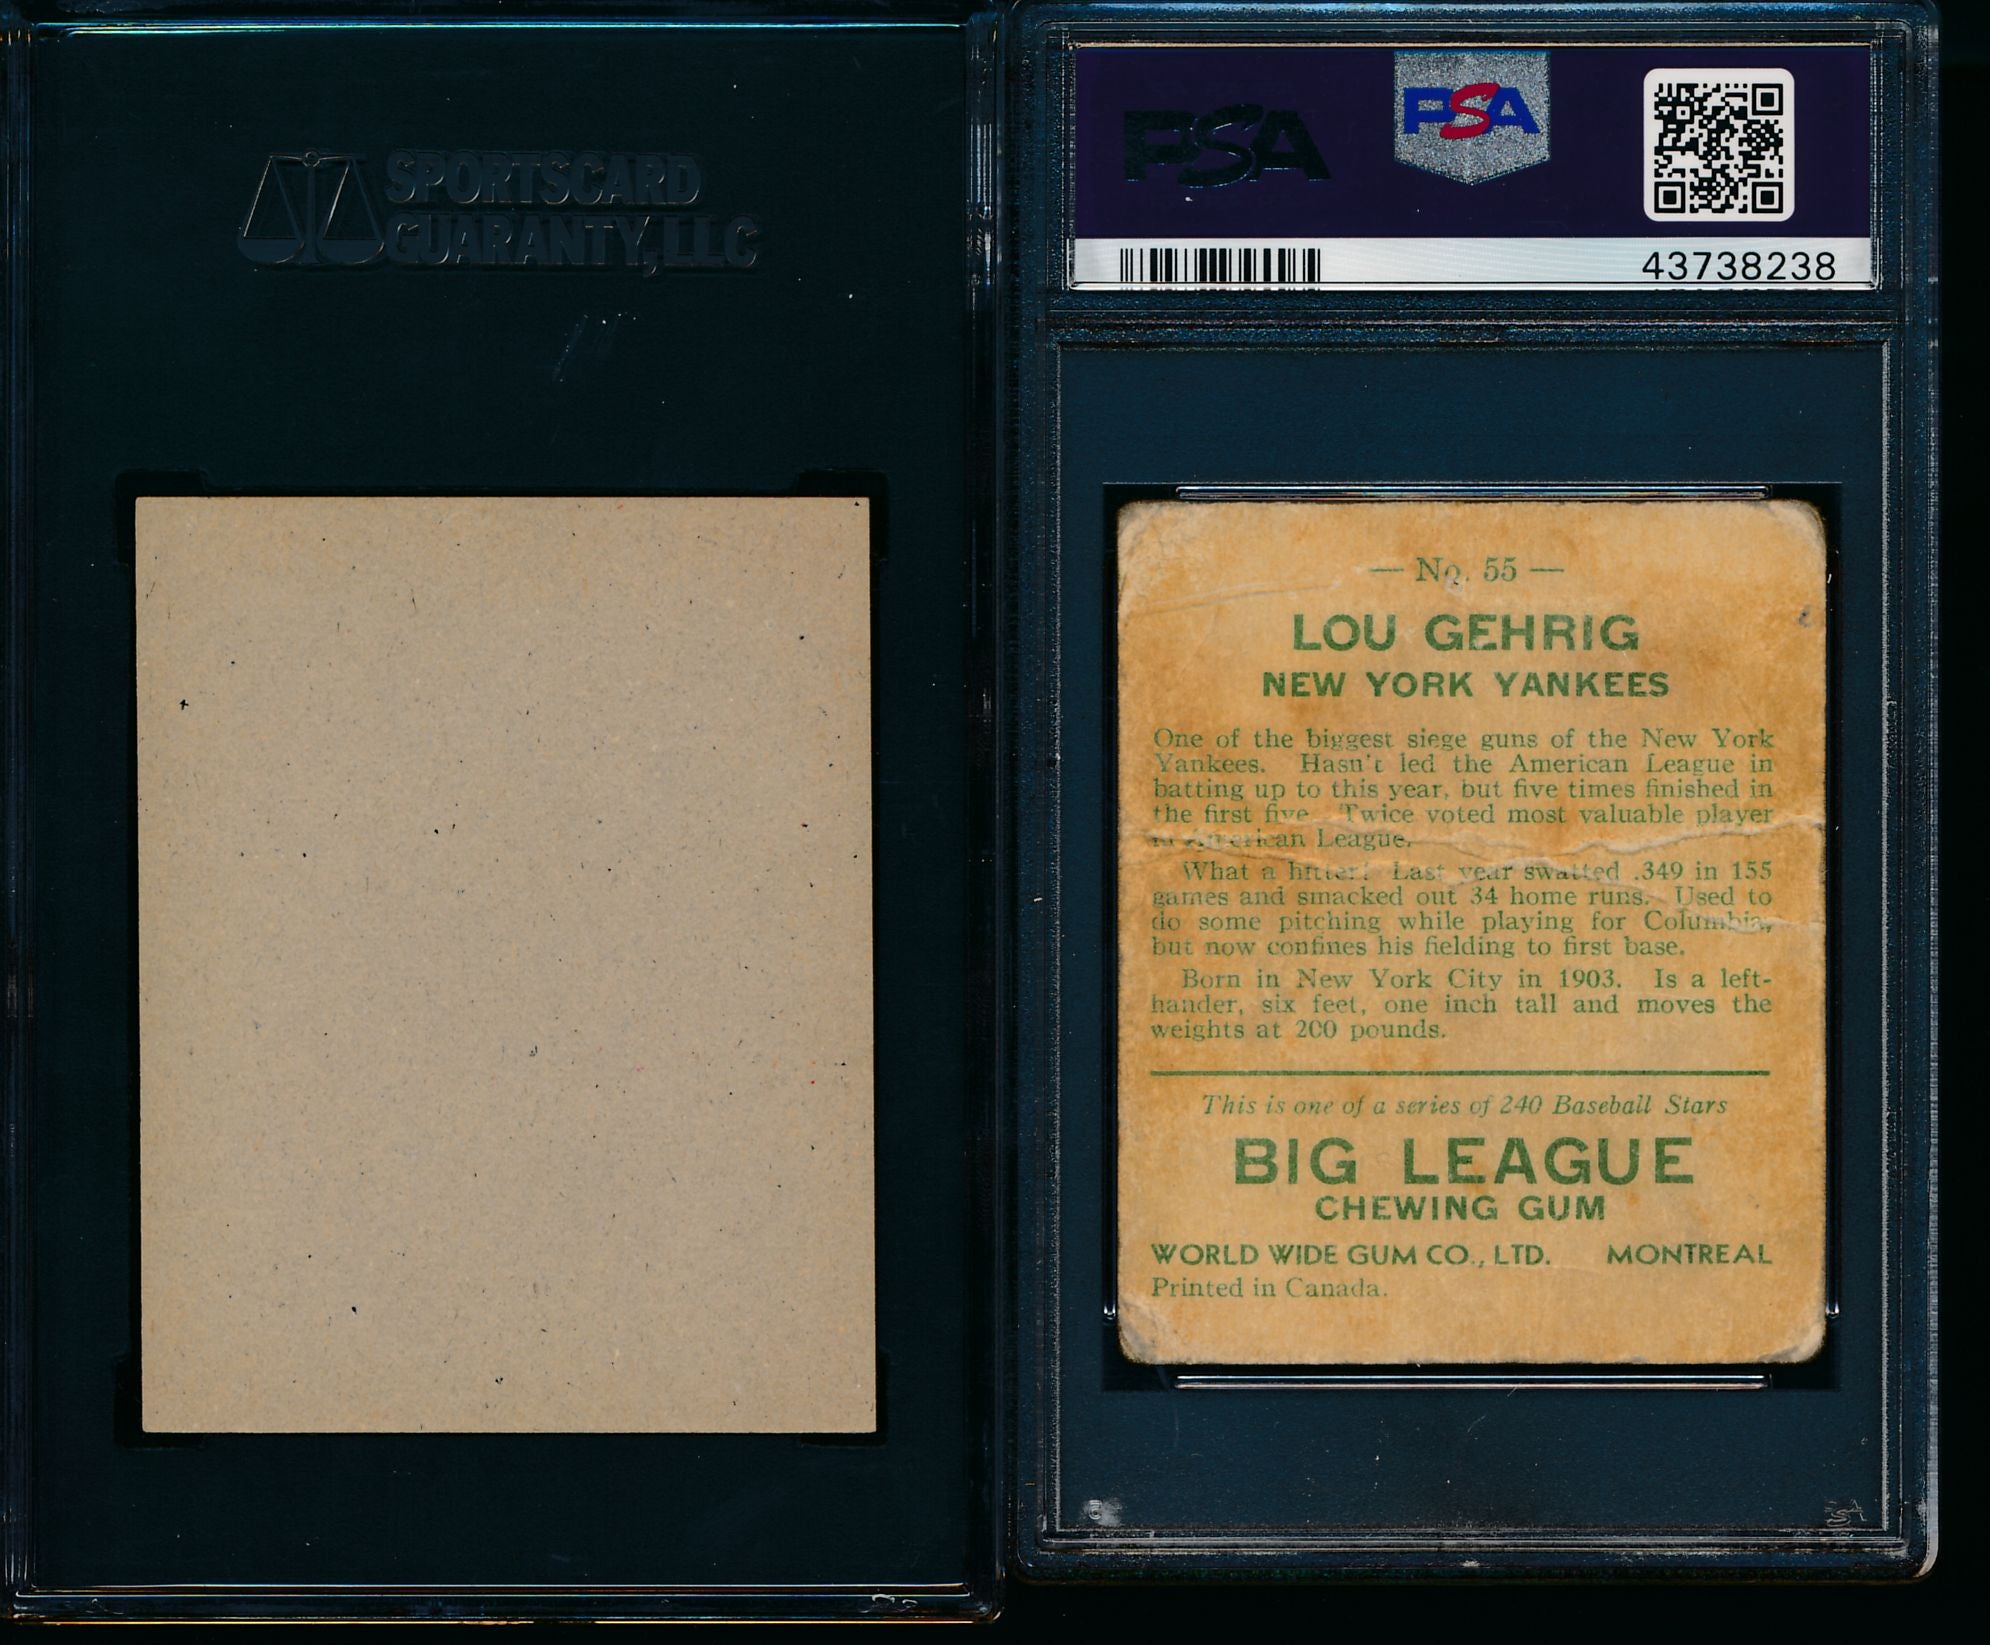 SPORTSCARD
GUARANTY, LLC
PSA
PSA
43738238
— No. 55 —
LOU GEHRIG
NEW YORK YANKEES
One of the biggest siege guns of the New York
Yankees. Hasn't led the American League in
batting up to this year, but five times finished in
the first five. Twice voted most valuable player
in American League.
What a hitter! Last year swatted .349 in 155
games and smacked out 34 home runs. Used to
do some pitching while playing for Columbia,
but now confines his fielding to first base.
Born in New York City in 1903. Is a left-
hander, six feet, one inch tall and moves the
weights at 200 pounds.
This is one of a series of 240 Baseball Stars
BIG LEAGUE
CHEWING GUM
WORLD WIDE GUM CO., LTD. MONTREAL
Printed in Canada.